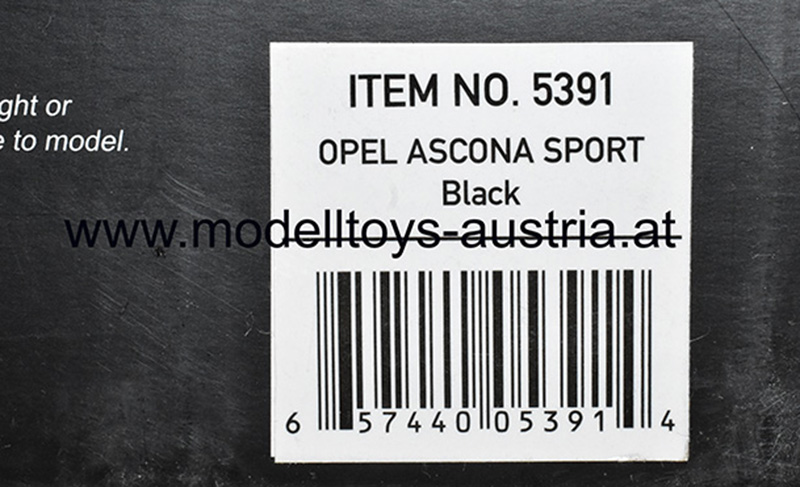 ght or
e to model.
ITEM NO. 5391
OPEL ASCONA SPORT
Black
www.modelltoys-austria.at
6 57440 05391 4